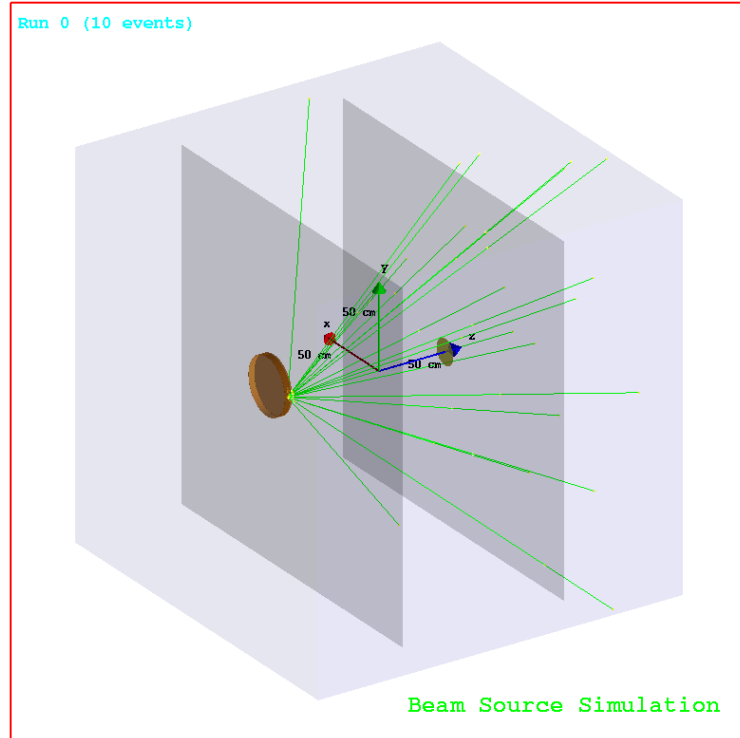 Run 0 (10 events)
Y
50 cm
x
z
50 cm
50 cm
Beam Source Simulation